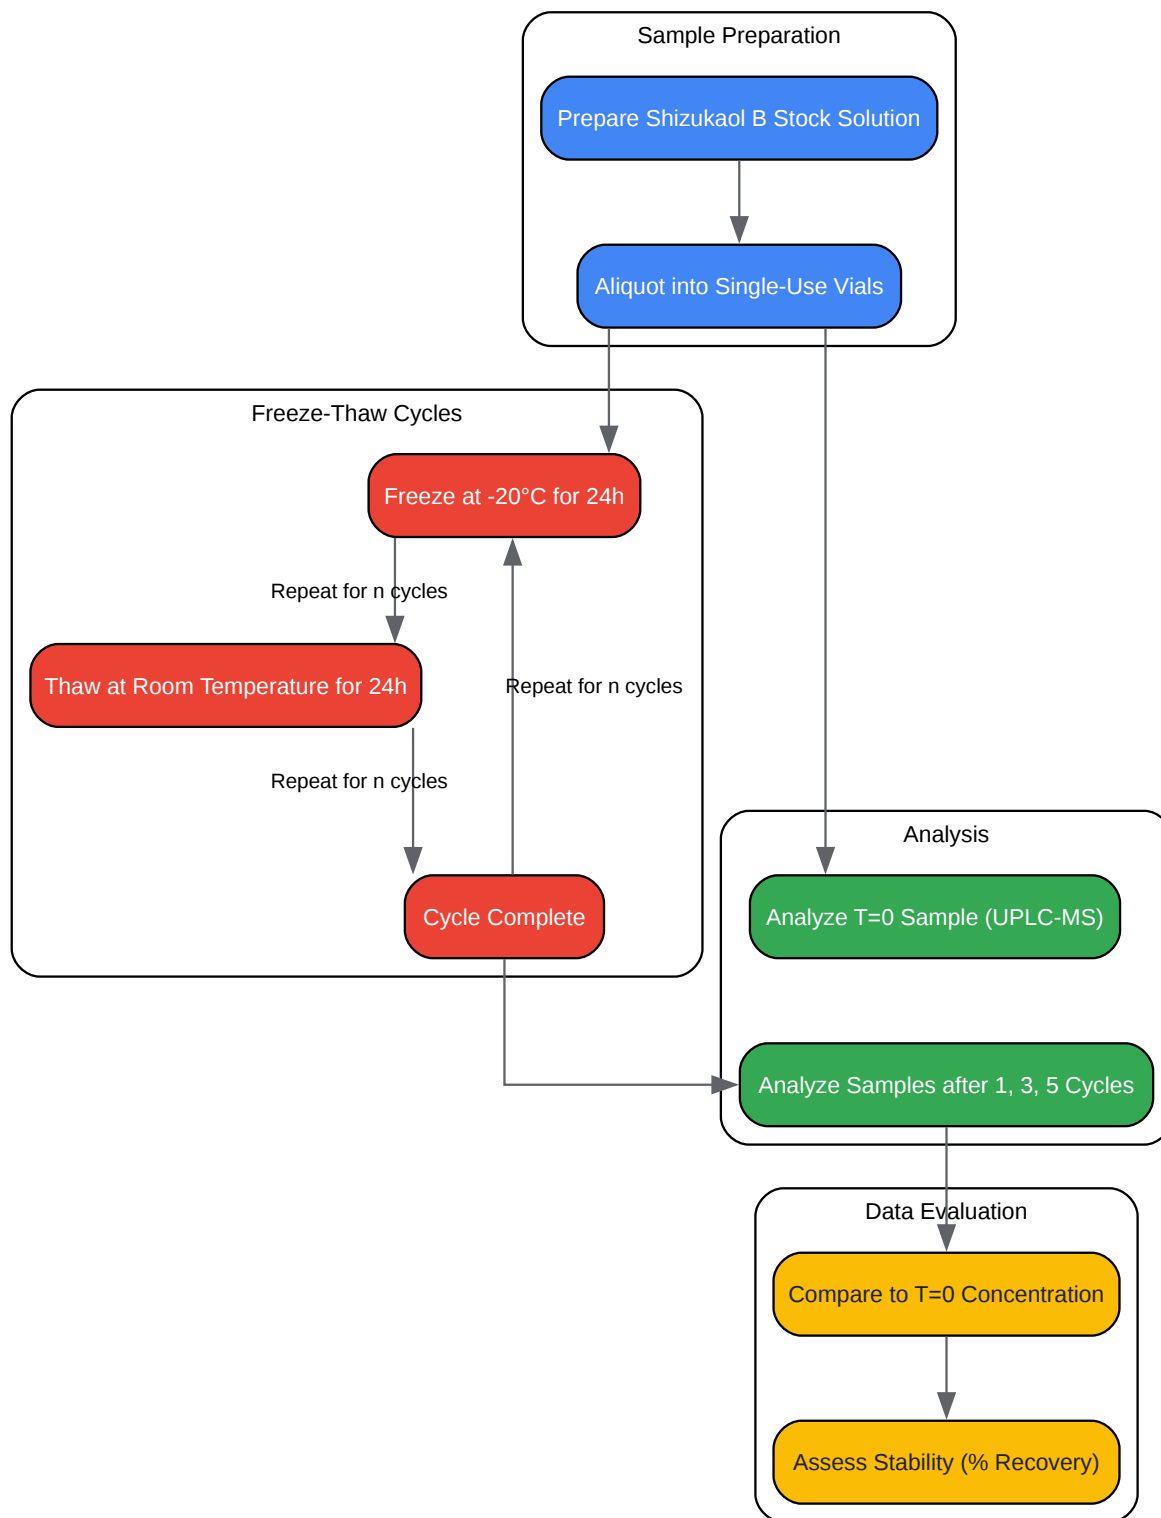 Sample Preparation
Prepare Shizukaol B Stock Solution
Aliquot into Single-Use Vials
Freeze-Thaw Cycles
Freeze at -20°C for 24h
Repeat for n cycles
Thaw at Room Temperature for 24h
Repeat for n cycles
Repeat for n cycles
Cycle Complete
Analysis
Analyze T=0 Sample (UPLC-MS)
Analyze Samples after 1, 3, 5 Cycles
Data Evaluation
Compare to T=0 Concentration
Assess Stability (% Recovery)